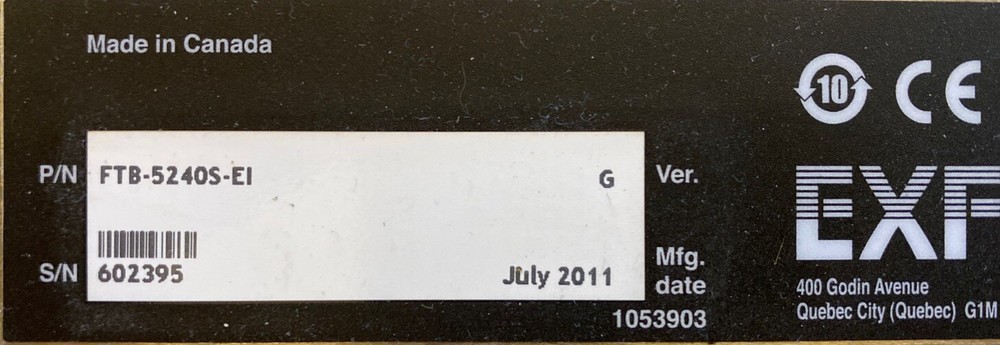 Made in Canada
P/N FTB-5240S-EI G Ver.
S/N 602395 July 2011 Mfg. date
1053903
10 CE
EXF
400 Godin Avenue
Quebec City (Quebec) G1M